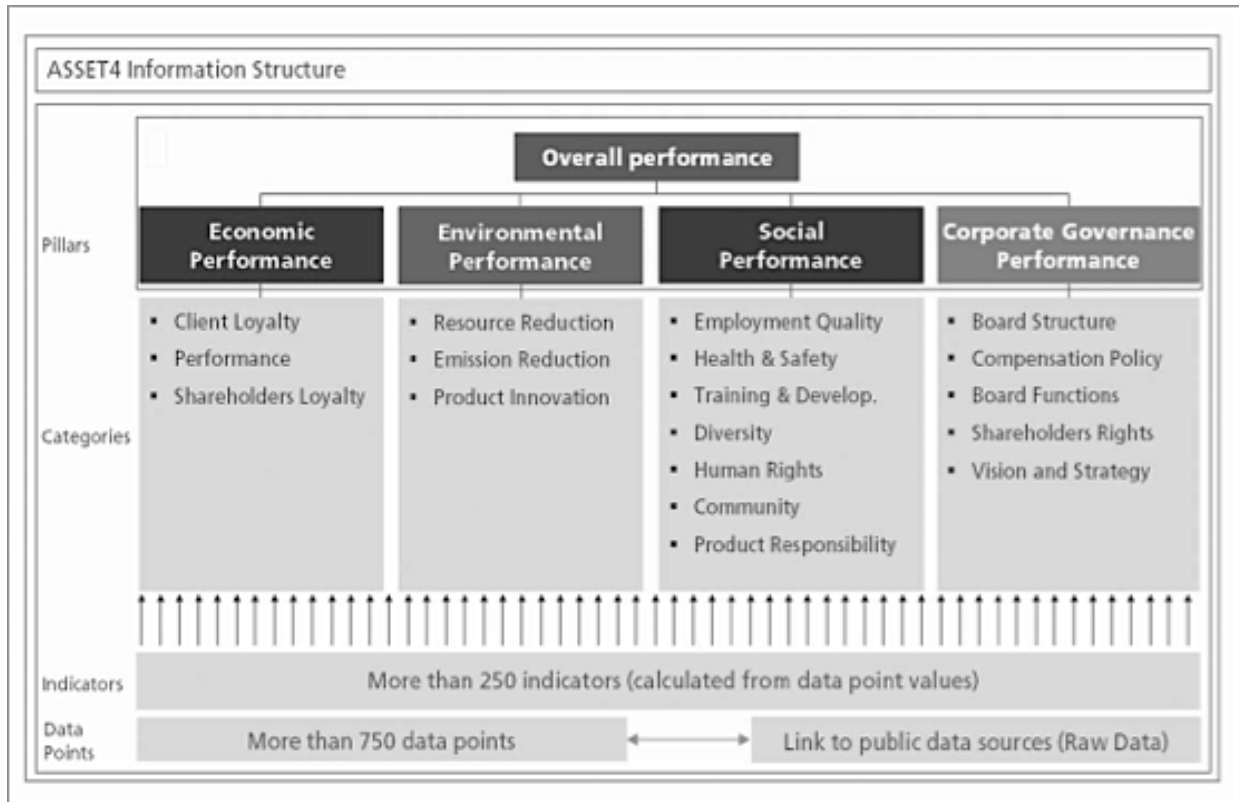 ASSET4 Information Structure
Overall performance
Pillars
Economic
Performance
Environmental
Performance
Social
Performance
Corporate Governance
Performance
Categories
▪ Client Loyalty
▪ Performance
▪ Shareholders Loyalty
▪ Resource Reduction
▪ Emission Reduction
▪ Product Innovation
▪ Employment Quality
▪ Health & Safety
▪ Training & Develop.
▪ Diversity
▪ Human Rights
▪ Community
▪ Product Responsibility
▪ Board Structure
▪ Compensation Policy
▪ Board Functions
▪ Shareholders Rights
▪ Vision and Strategy
Indicators
More than 250 indicators (calculated from data point values)
Data
Points
More than 750 data points
Link to public data sources (Raw Data)